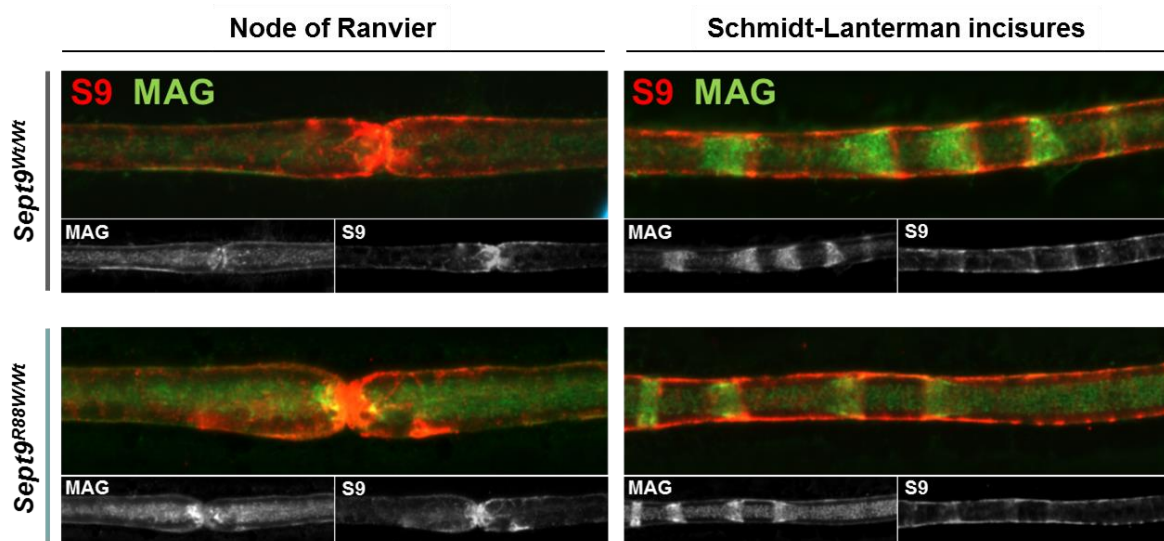 Node of Ranvier
Schmidt-Lanterman incisures
Sept9Wt/Wt
S9 MAG
S9 MAG
MAG
S9
MAG
S9
Sept9R88W/Wt
MAG
S9
MAG
S9